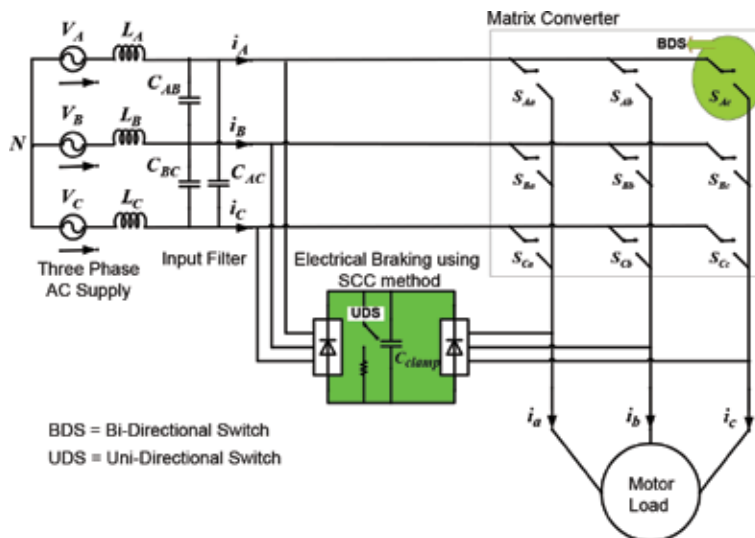 Matrix Converter
V_A
L_A
i_A
BDS
C_AB
S_Aa
S_Ab
S_Ac
N
V_B
L_B
i_B
C_BC
C_AC
S_Ba
S_Bb
S_Bc
V_C
L_C
i_C
S_Ca
S_Cb
S_Cc
Three Phase
AC Supply
Input Filter
Electrical Braking using
SCC method
UDS
C_clamp
BDS = Bi-Directional Switch
UDS = Uni-Directional Switch
i_a
i_b
i_c
Motor
Load